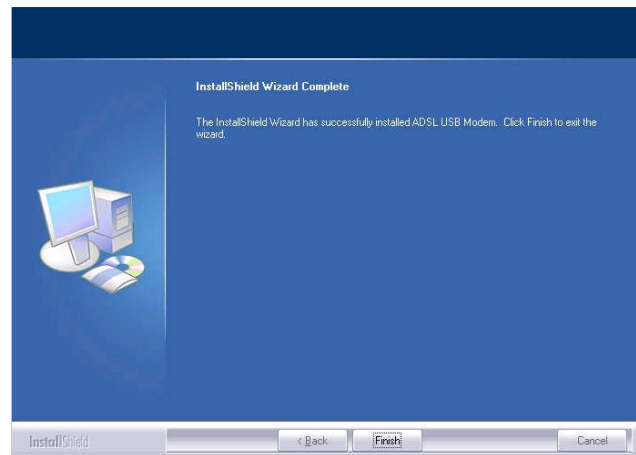 InstallShield Wizard Complete
The InstallShield Wizard has successfully installed ADSL USB Modem. Click Finish to exit the
wizard.
InstallShield
< Back
Finish
Cancel